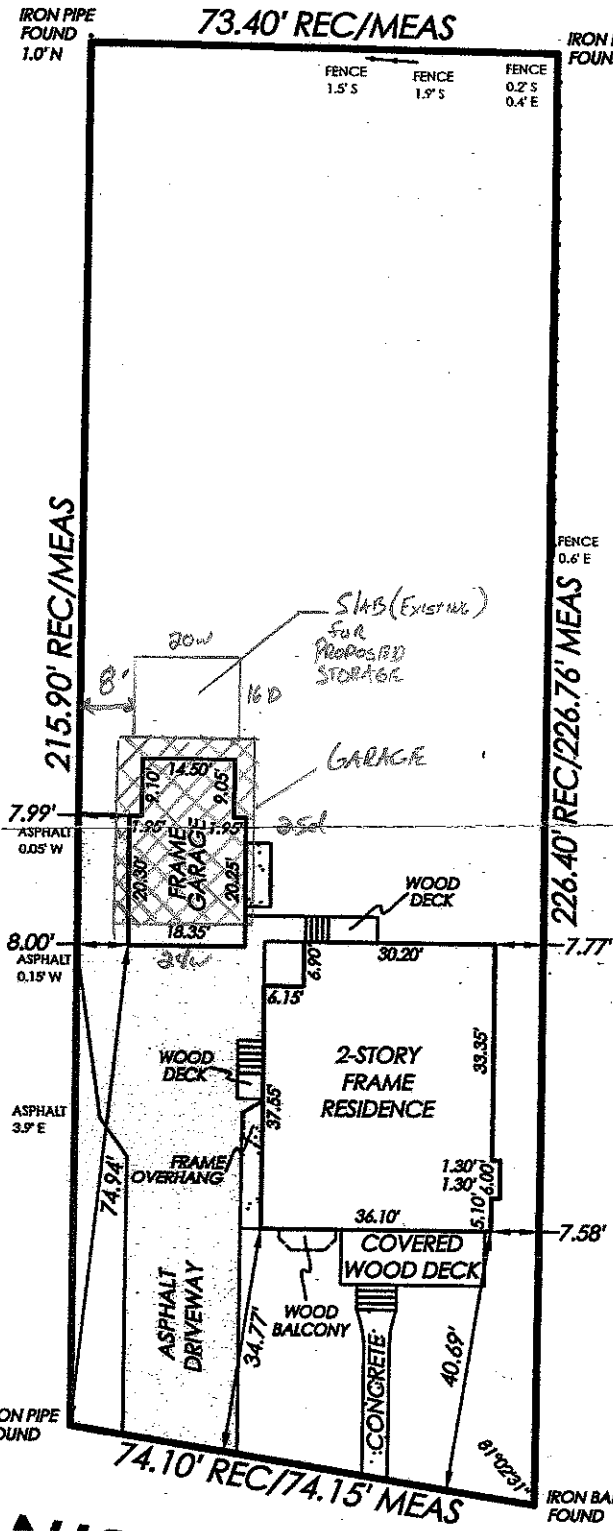 IRON PIPE
FOUND
1.0' N
73.40' REC/MEAS
FOUN
FENCE
1.5' S
FENCE
1.9' S
FENCE
0.2' S
0.4' E
215.90' REC/MEAS
FENCE
0.6' E
226.40' REC/226.76' MEAS
SLAB (EXISTING)
FOR
PROPOSED
STORAGE
20w
8'
16 D
GARAGE
14.50'
9.10'
9.05'
7.99'
ASPHALT
0.05' W
1.95'
1.95'
25d
FRAME
GARAGE
20.30'
20.25'
WOOD
DECK
18.35'
8.00'
ASPHALT
0.15' W
24w
6.90'
30.20'
7.77'
6.15'
2-STORY
FRAME
RESIDENCE
33.35'
WOOD
DECK
37.55'
ASPHALT
3.9' E
FRAME
OVERHANG
74.94'
1.30'
1.30'
6.00'
5.10'
36.10'
7.58'
COVERED
WOOD DECK
ASPHALT
DRIVEWAY
34.77'
WOOD
BALCONY
CONCRETE
40.69'
ON PIPE
OUND
74.10' REC/74.15' MEAS
81°02'31"
IRON BA
FOUND